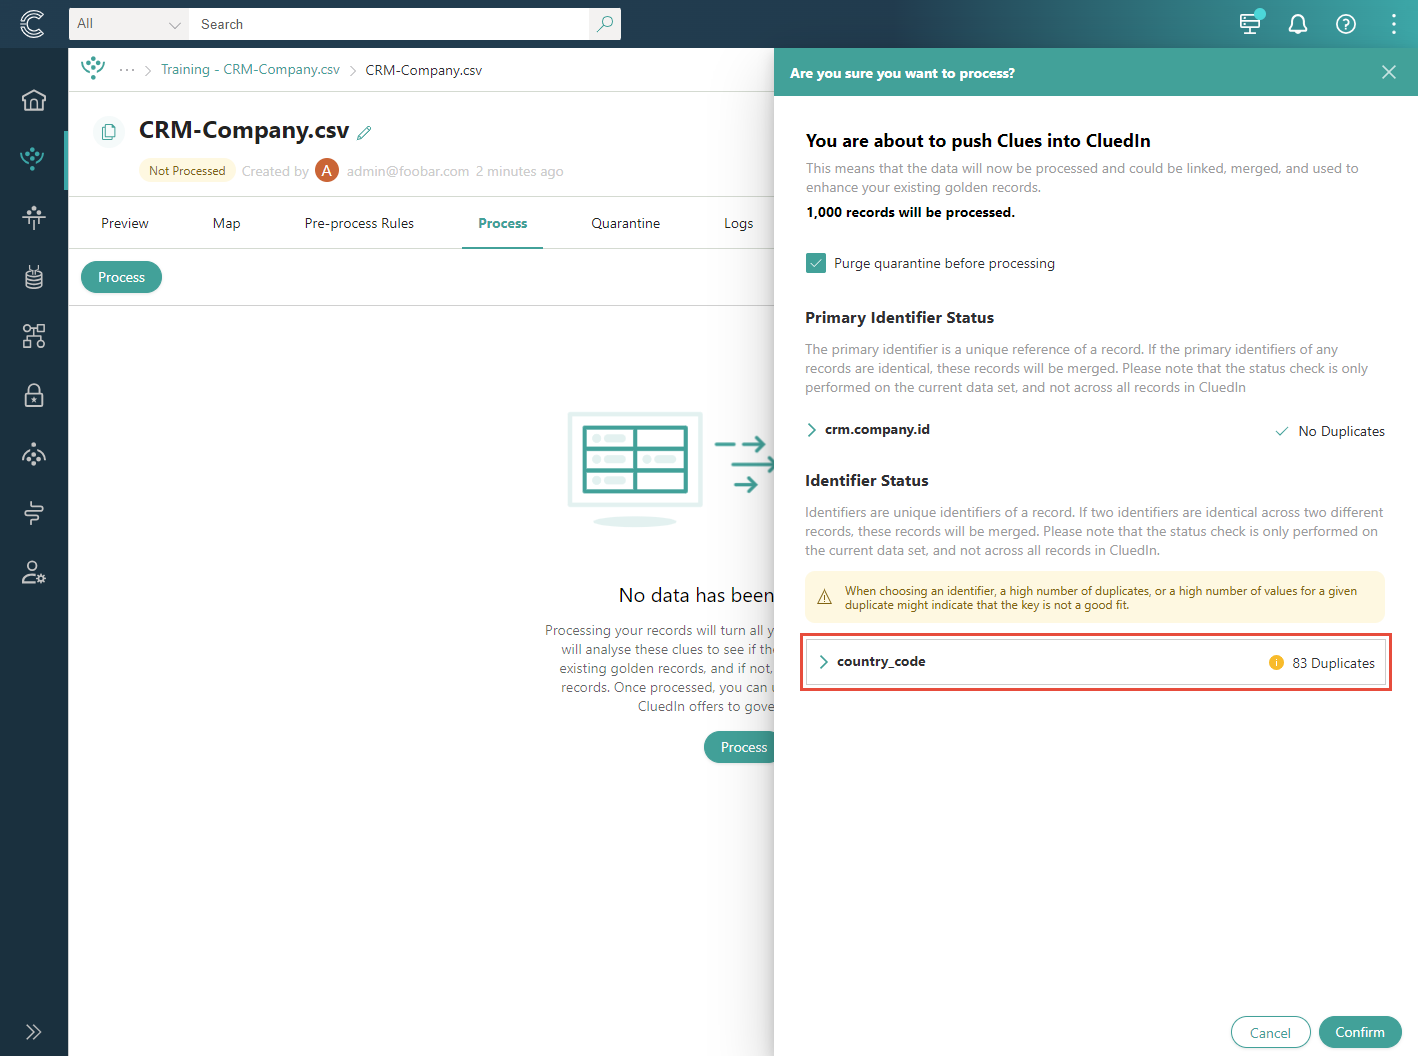 All
Search
Training - CRM-Company.csv
CRM-Company.csv
CRM-Company.csv
Not Processed
Created by
A
admin@foobar.com
2 minutes ago
Preview
Map
Pre-process Rules
Process
Quarantine
Logs
Process
No data has been
Processing your records will turn all y
will analyse these clues to see if the
existing golden records, and if not,
records. Once processed, you can u
CluedIn offers to gove
Process
Are you sure you want to process?
You are about to push Clues into CluedIn
This means that the data will now be processed and could be linked, merged, and used to
enhance your existing golden records.
1,000 records will be processed.
Purge quarantine before processing
Primary Identifier Status
The primary identifier is a unique reference of a record. If the primary identifiers of any
records are identical, these records will be merged. Please note that the status check is only
performed on the current data set, and not across all records in CluedIn
crm.company.id
No Duplicates
Identifier Status
Identifiers are unique identifiers of a record. If two identifiers are identical across two different
records, these records will be merged. Please note that the status check is only performed on
the current data set, and not across all records in CluedIn.
When choosing an identifier, a high number of duplicates, or a high number of values for a given
duplicate might indicate that the key is not a good fit.
country_code
83 Duplicates
Cancel
Confirm